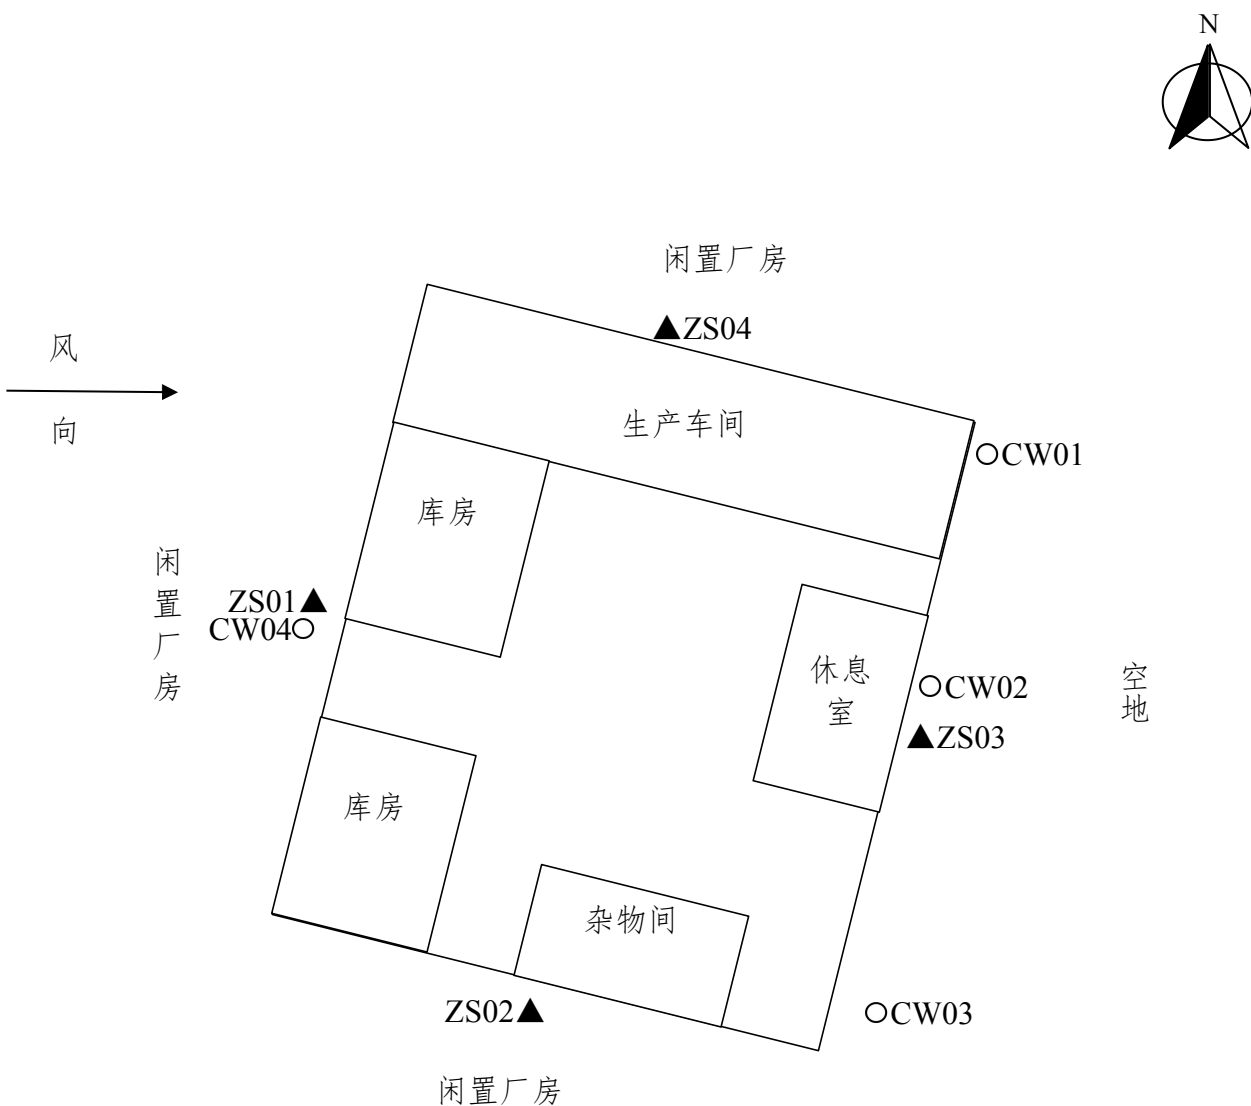 N
闲置厂房
▲ZS04
风
向
生产车间
○CW01
库房
闲
置
厂
房
ZS01▲
CW04○
休息
室
○CW02
▲ZS03
空
地
库房
杂物间
ZS02▲
○CW03
闲置厂房